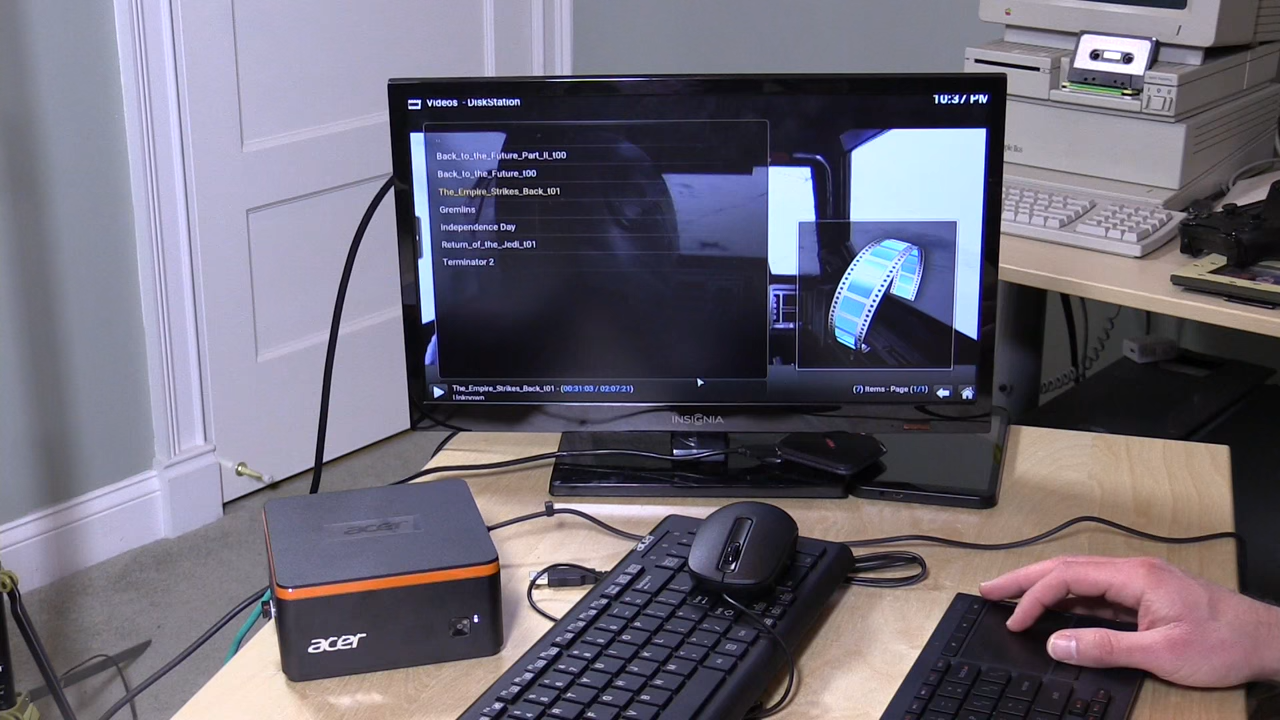 Videos - DiskStation
10:37 PM
..
Back_to_the_Future_Part_II_t00
Back_to_the_Future_t00
The_Empire_Strikes_Back_t01
Gremlins
Independence Day
Return_of_the_Jedi_t01
Terminator 2
The_Empire_Strikes_Back_t01 - (00:31:03 / 02:07:21)
Unknown
(7) Items - Page (1/1)
INSIGNIA
acer
acer
acer